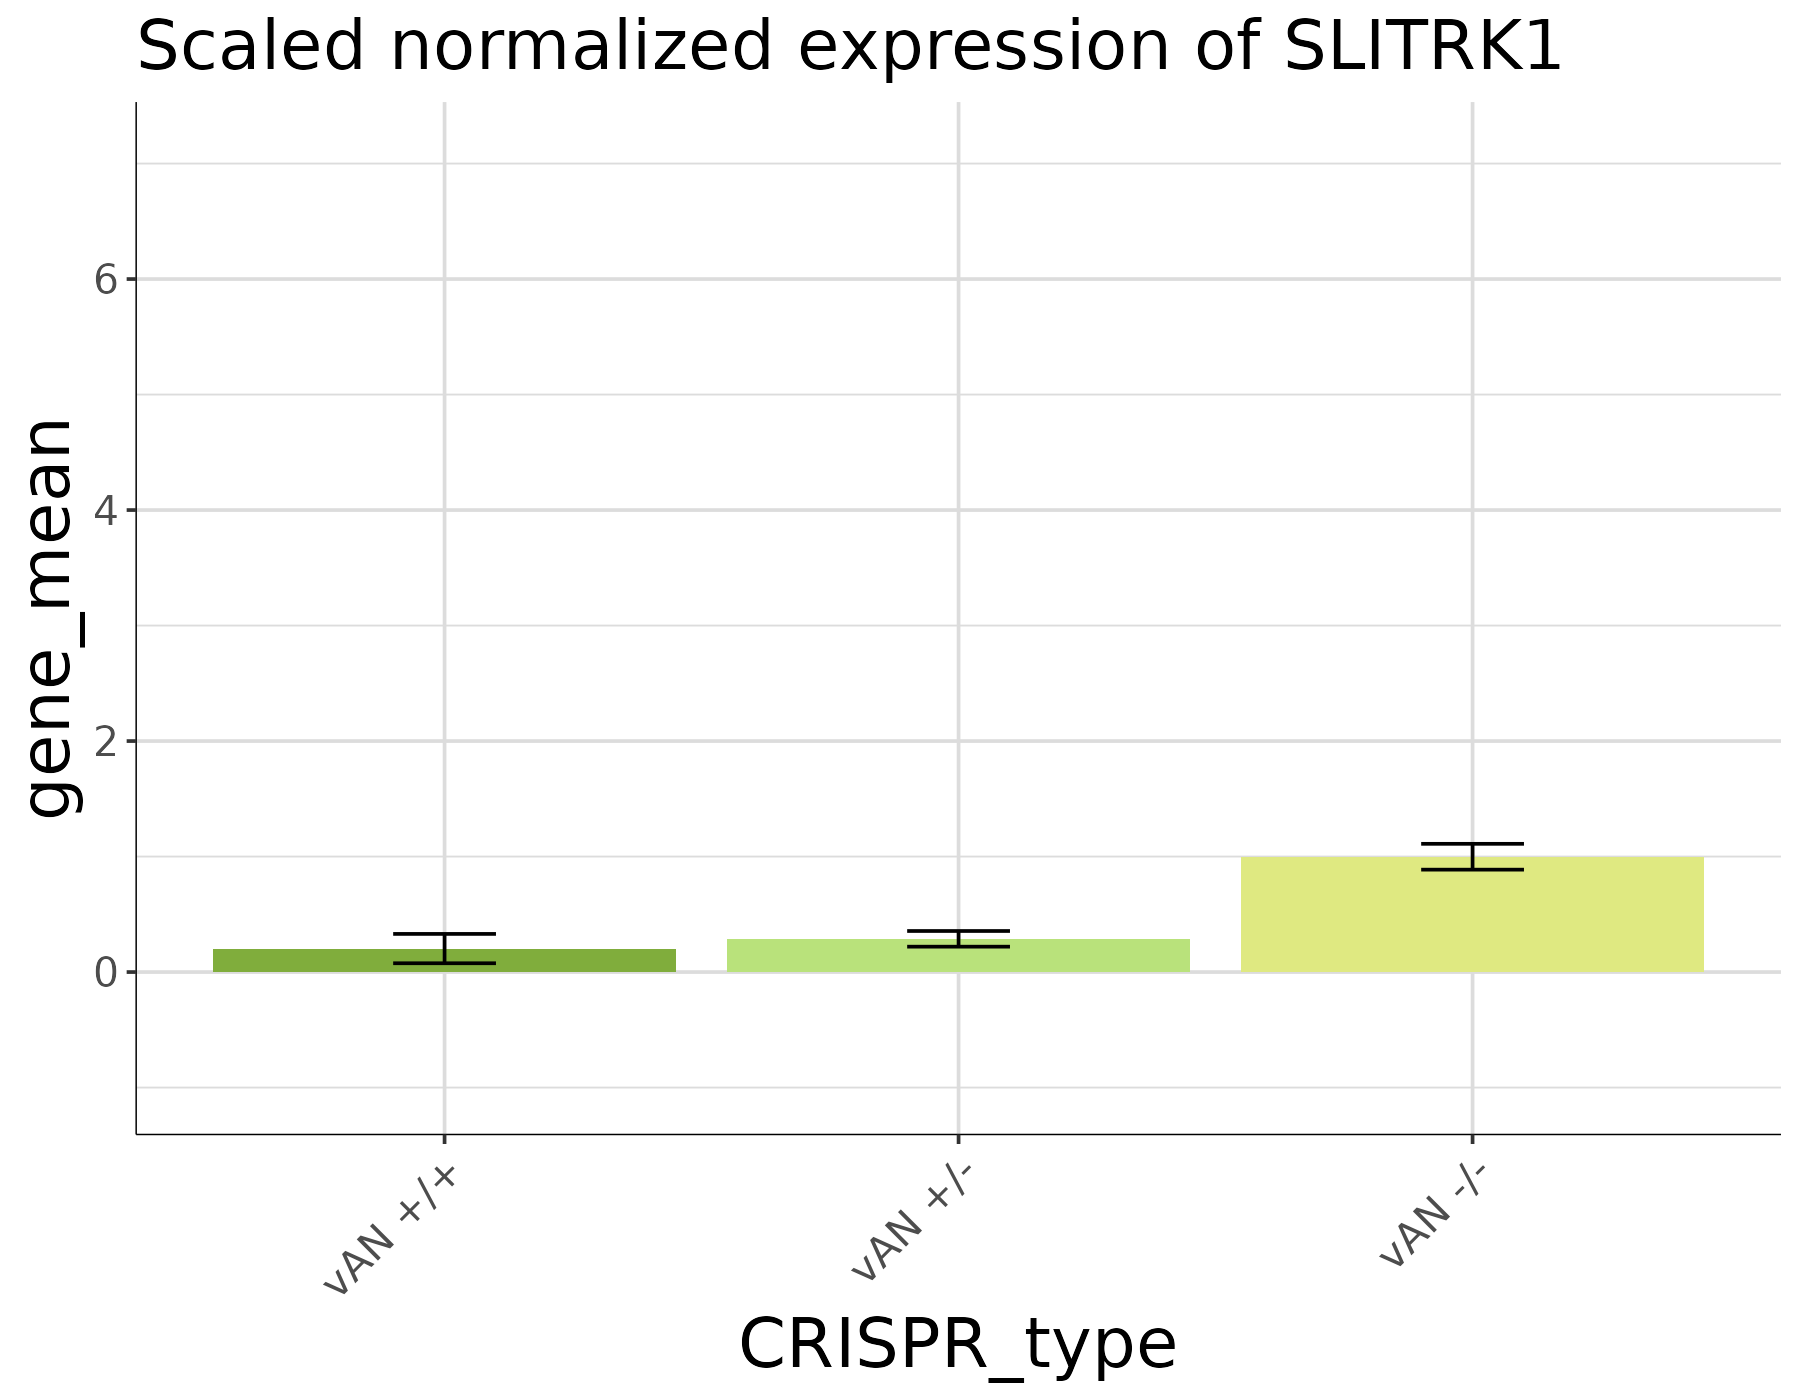 Scaled normalized expression of SLITRK1
gene_mean
6
4
2
0
vAN +/+
vAN +/-
vAN -/-
CRISPR_type